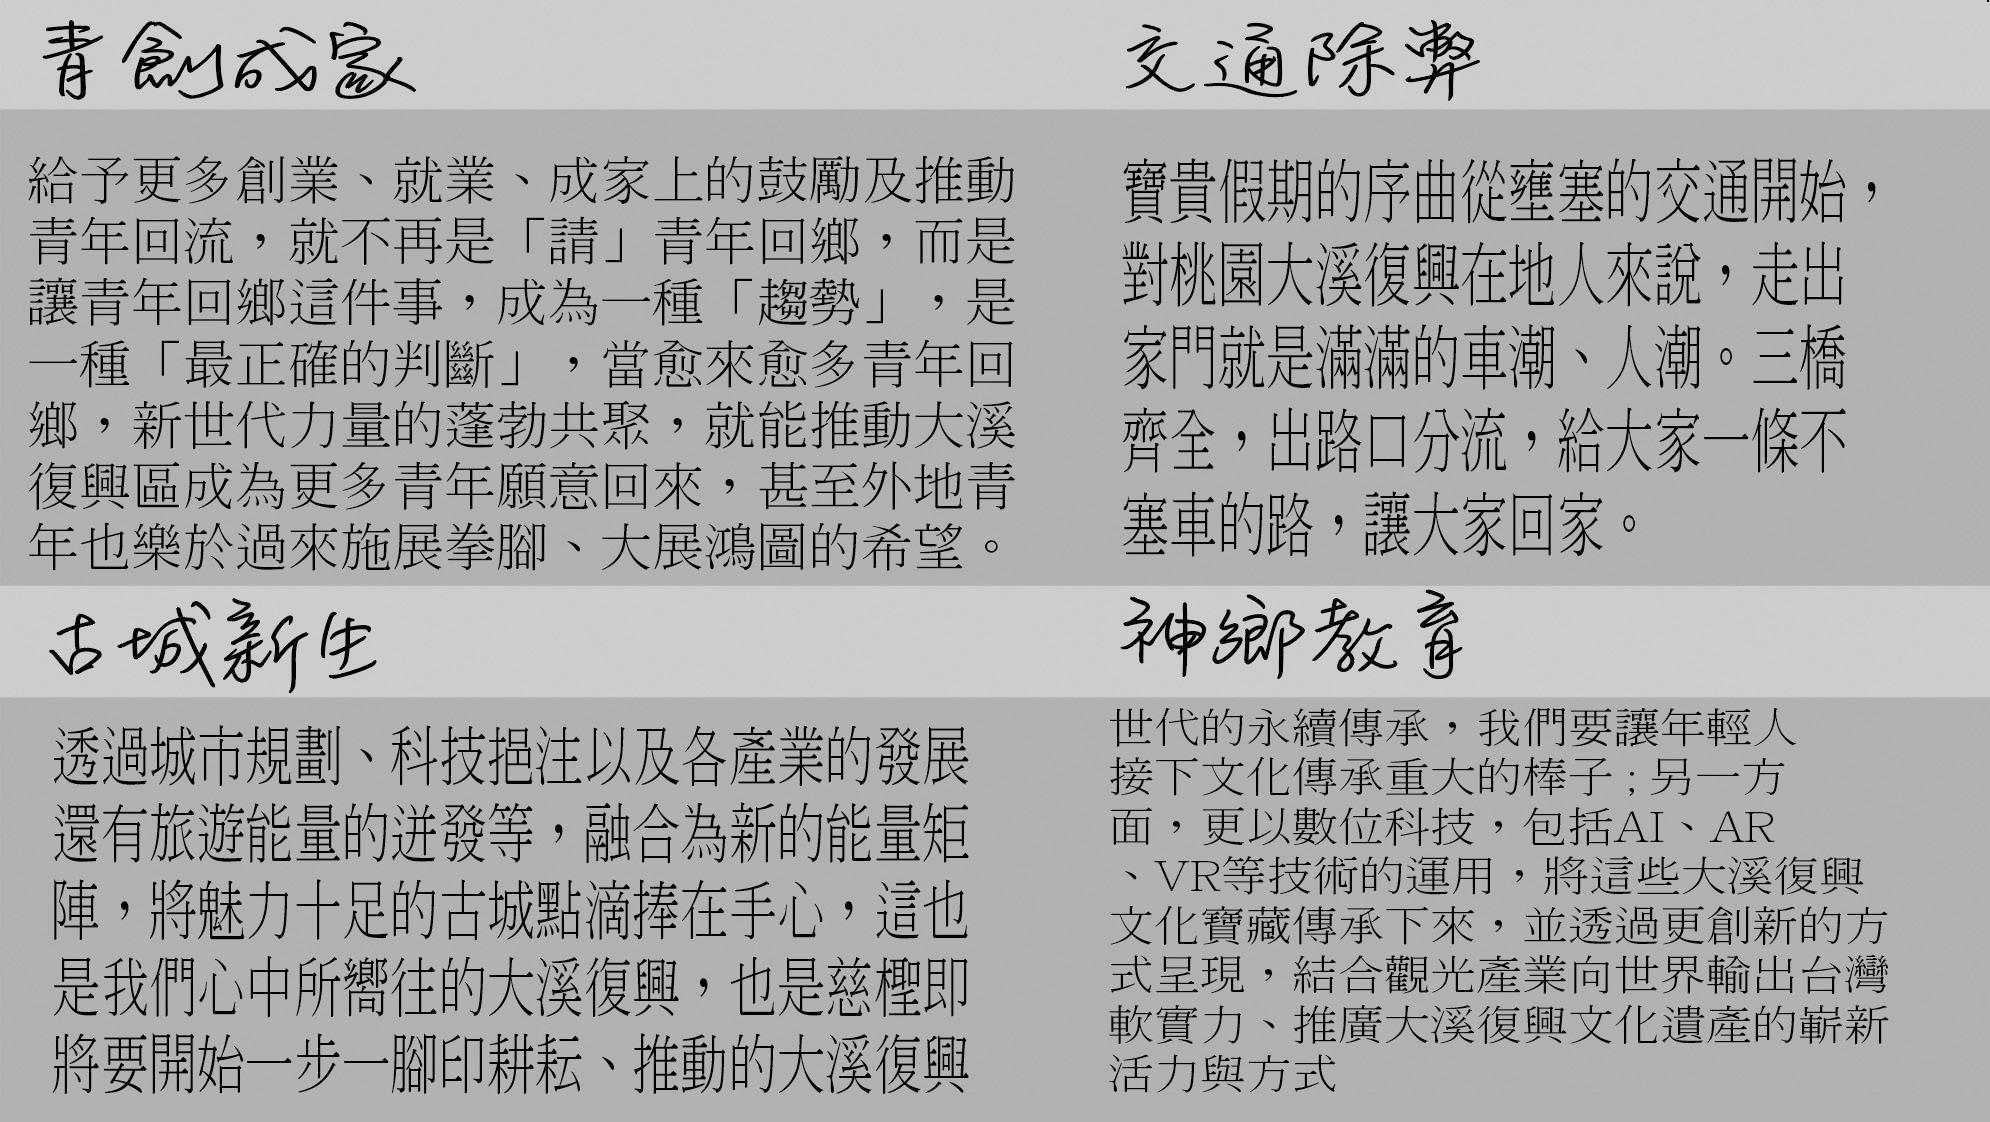 青創成家
給予更多創業、就業、成家上的鼓勵及推動
青年回流，就不再是「請」青年回鄉，而是
讓青年回鄉這件事，成為一種「趨勢」，是
一種「最正確的判斷」，當愈來愈多青年回
鄉，新世代力量的蓬勃共聚，就能推動大溪
復興區成為更多青年願意回來，甚至外地青
年也樂於過來施展拳腳、大展鴻圖的希望。
交通除弊
寶貴假期的序曲從壅塞的交通開始，
對桃園大溪復興在地人來說，走出
家門就是滿滿的車潮、人潮。三橋
齊全，出路口分流，給大家一條不
塞車的路，讓大家回家。
古城新生
透過城市規劃、科技挹注以及各產業的發展
還有旅遊能量的迸發等，融合為新的能量矩
陣，將魅力十足的古城點滴捧在手心，這也
是我們心中所嚮往的大溪復興，也是慈檉即
將要開始一步一腳印耕耘、推動的大溪復興
神鄉教育
世代的永續傳承，我們要讓年輕人
接下文化傳承重大的棒子；另一方
面，更以數位科技，包括AI、AR
、VR等技術的運用，將這些大溪復興
文化寶藏傳承下來，並透過更創新的方
式呈現，結合觀光產業向世界輸出台灣
軟實力、推廣大溪復興文化遺產的嶄新
活力與方式